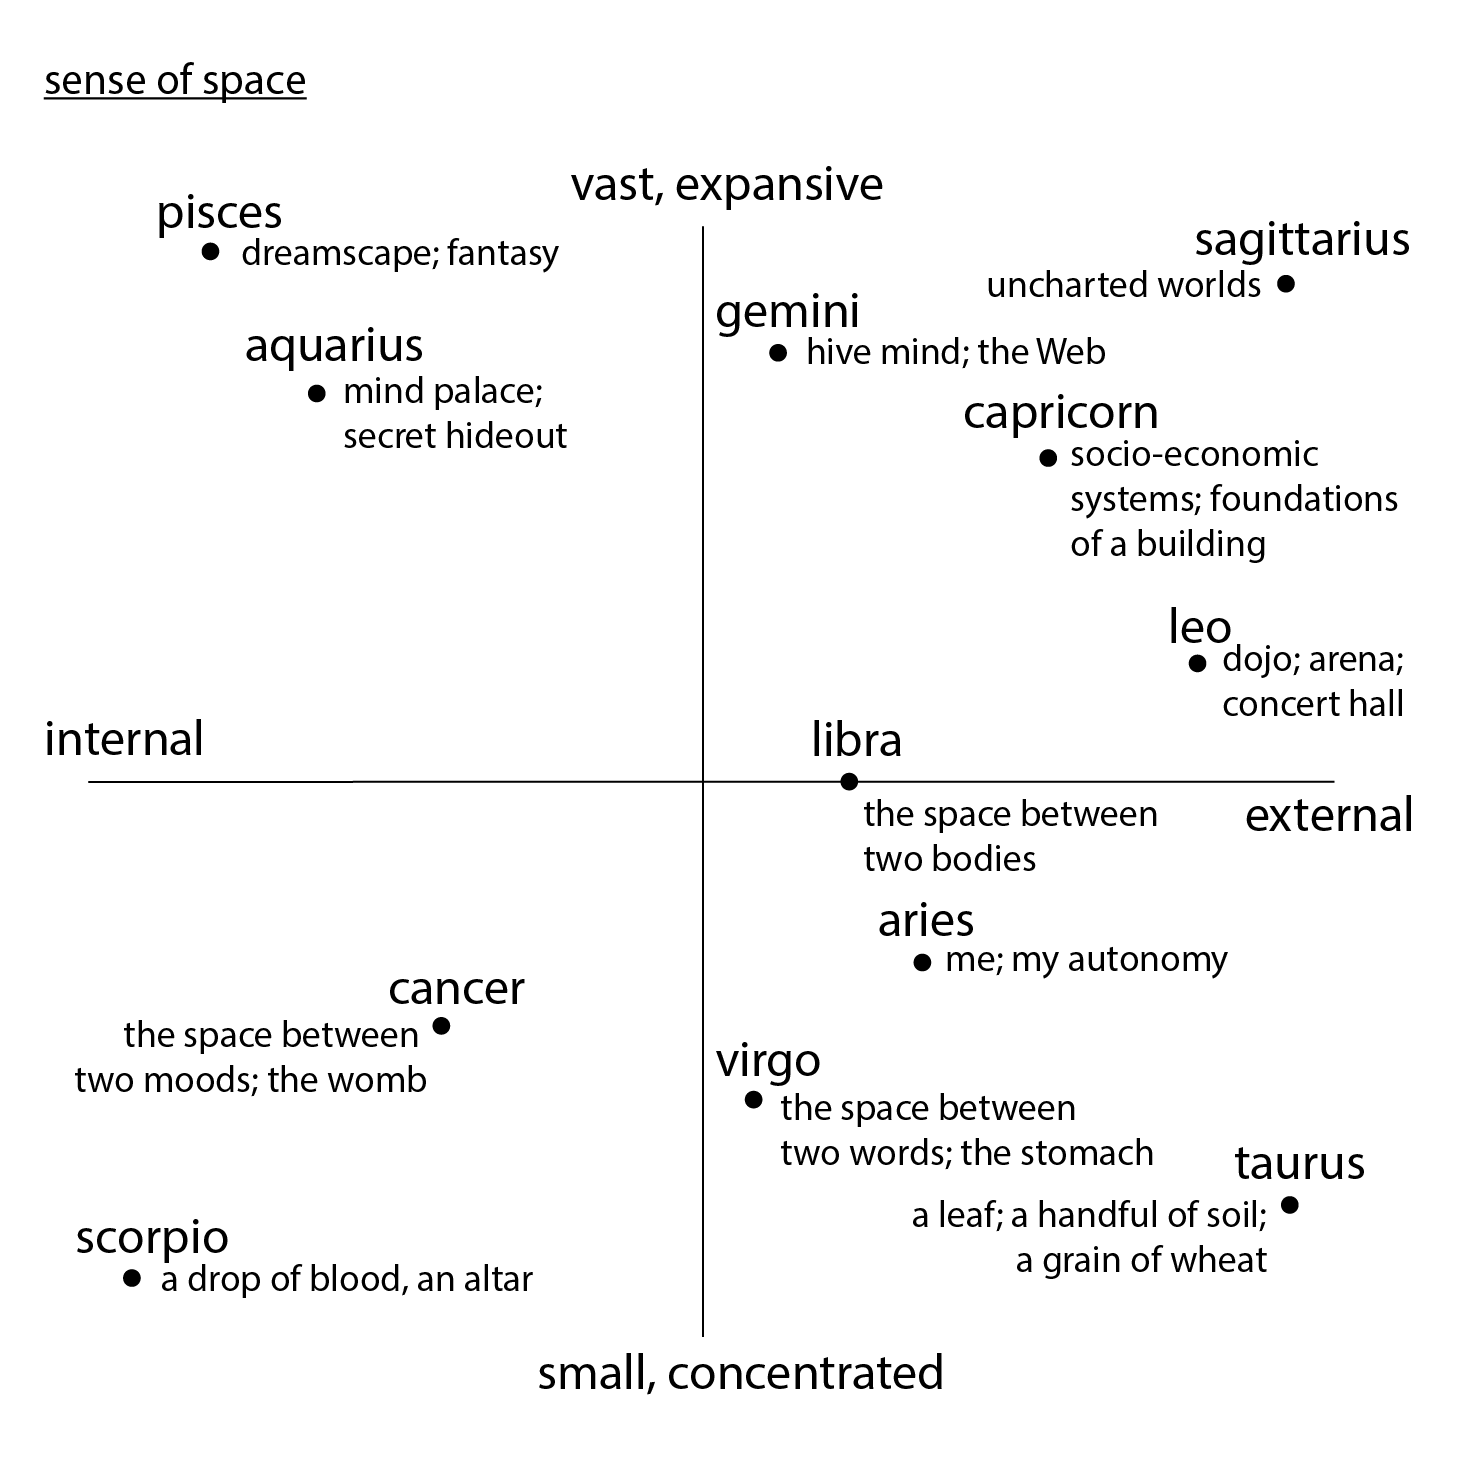 sense of space
vast, expansive
pisces
dreamscape; fantasy
sagittarius
uncharted worlds
gemini
hive mind; the Web
aquarius
mind palace;
secret hideout
capricorn
socio-economic
systems; foundations
of a building
leo
dojo; arena;
concert hall
internal
libra
external
the space between
two bodies
aries
me; my autonomy
cancer
the space between
two moods; the womb
virgo
the space between
two words; the stomach
taurus
a leaf; a handful of soil;
a grain of wheat
scorpio
a drop of blood, an altar
small, concentrated